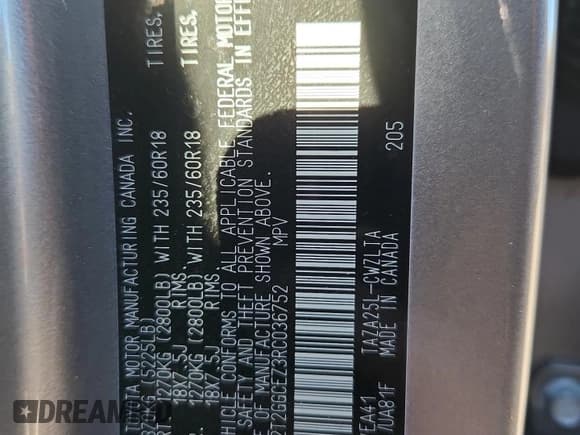 TOYOTA MOTOR MANUFACTURING CANADA INC.
(5225LB)
1270KG (2800LB) WITH 235/60R18 TIRES,
18X7.5J RIMS,
1270KG (2800LB) WITH 235/60R18 TIRES,
18X7.5J RIMS,
VEHICLE CONFORMS TO ALL APPLICABLE FEDERAL MOTOR
SAFETY AND THEFT PREVENTION STANDARDS IN EFFE
OF MANUFACTURE SHOWN ABOVE.
2T2GGCEZ3RC036752 MPV
EA41 TAZA25L-CWZLTA 205
UA81F MADE IN CANADA
DREAM